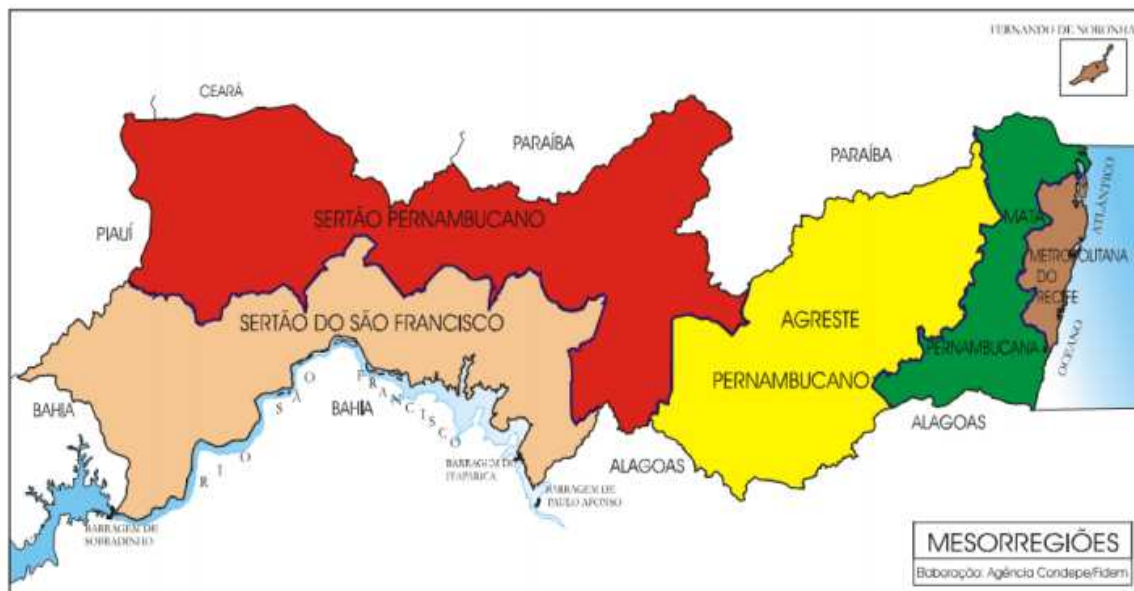 FERNANDO DE NORONHA
CEARÁ
PARAÍBA
PARAÍBA
SERTÃO PERNAMBUCANO
PIAUÍ
MATA
ATLÂNTICO
METROPOLITANA
DO
RECIFE
SERTÃO DO SÃO FRANCISCO
AGRESTE
PERNAMBUCANA
OCEANO
PERNAMBUCANO
BAHIA
BAHIA
RIO SÃO FRANCISCO
ALAGOAS
ALAGOAS
BARRAGEM DE
ITAPARICA
BARRAGEM DE
PAULO AFONSO
BARRAGEM DE
SOBRADINHO
MESORREGIÕES
Elaboração: Agência Condepe/Fidem